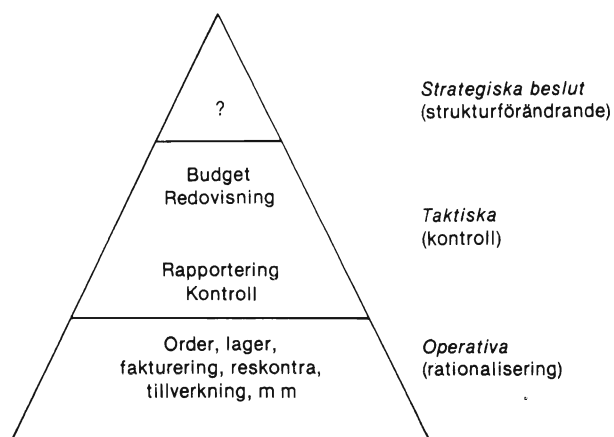 ?
Strategiska beslut
(strukturförändrande)
Budget
Redovisning
Taktiska
(kontroll)
Rapportering
Kontroll
Order, lager,
fakturering, reskontra,
tillverkning, m m
Operativa
(rationalisering)